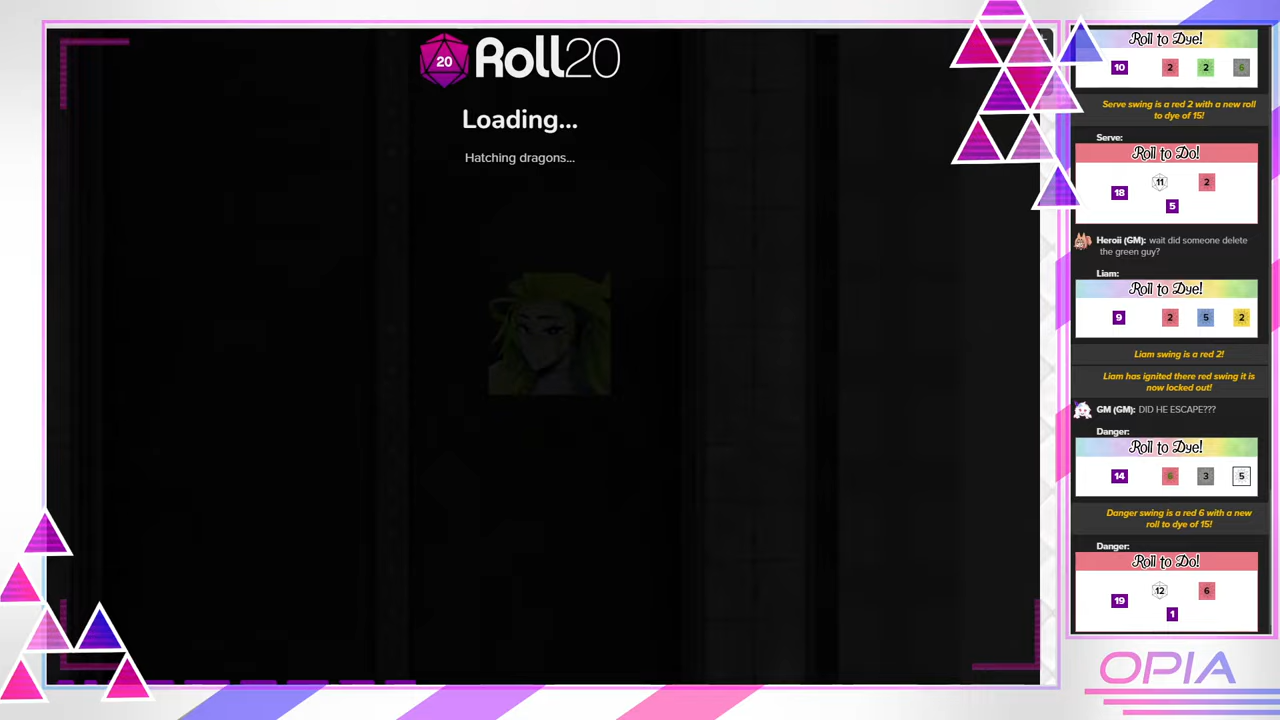 20
Roll20
Loading...
Hatching dragons...
Roll to Dye!
10 2 2 6
Serve swing is a red 2 with a new roll
to dye of 15!
Serve:
Roll to Do!
18 11 2
5
Heroii (GM): wait did someone delete
the green guy?
Liam:
Roll to Dye!
9 2 5 2
Liam swing is a red 2!
Liam has ignited there red swing it is
now locked out!
GM (GM): DID HE ESCAPE???
Danger:
Roll to Dye!
14 6 3 5
Danger swing is a red 6 with a new
roll to dye of 15!
Danger:
Roll to Do!
19 12 6
1
OPIA